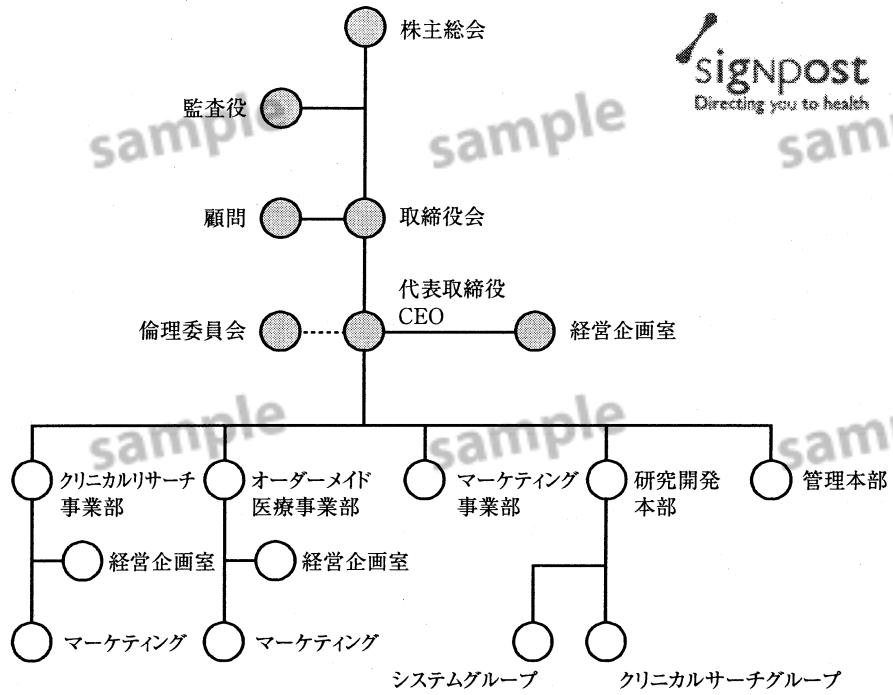 株主総会
signpost
Directing you to health
監査役
sample
sample
sam
顧問
取締役会
代表取締役
CEO
倫理委員会
経営企画室
sample
sample
sam
クリニカルリサーチ
事業部
オーダーメイド
医療事業部
マーケティング
事業部
研究開発
本部
管理本部
経営企画室
経営企画室
マーケティング
マーケティング
システムグループ
クリニカルサーチグループ